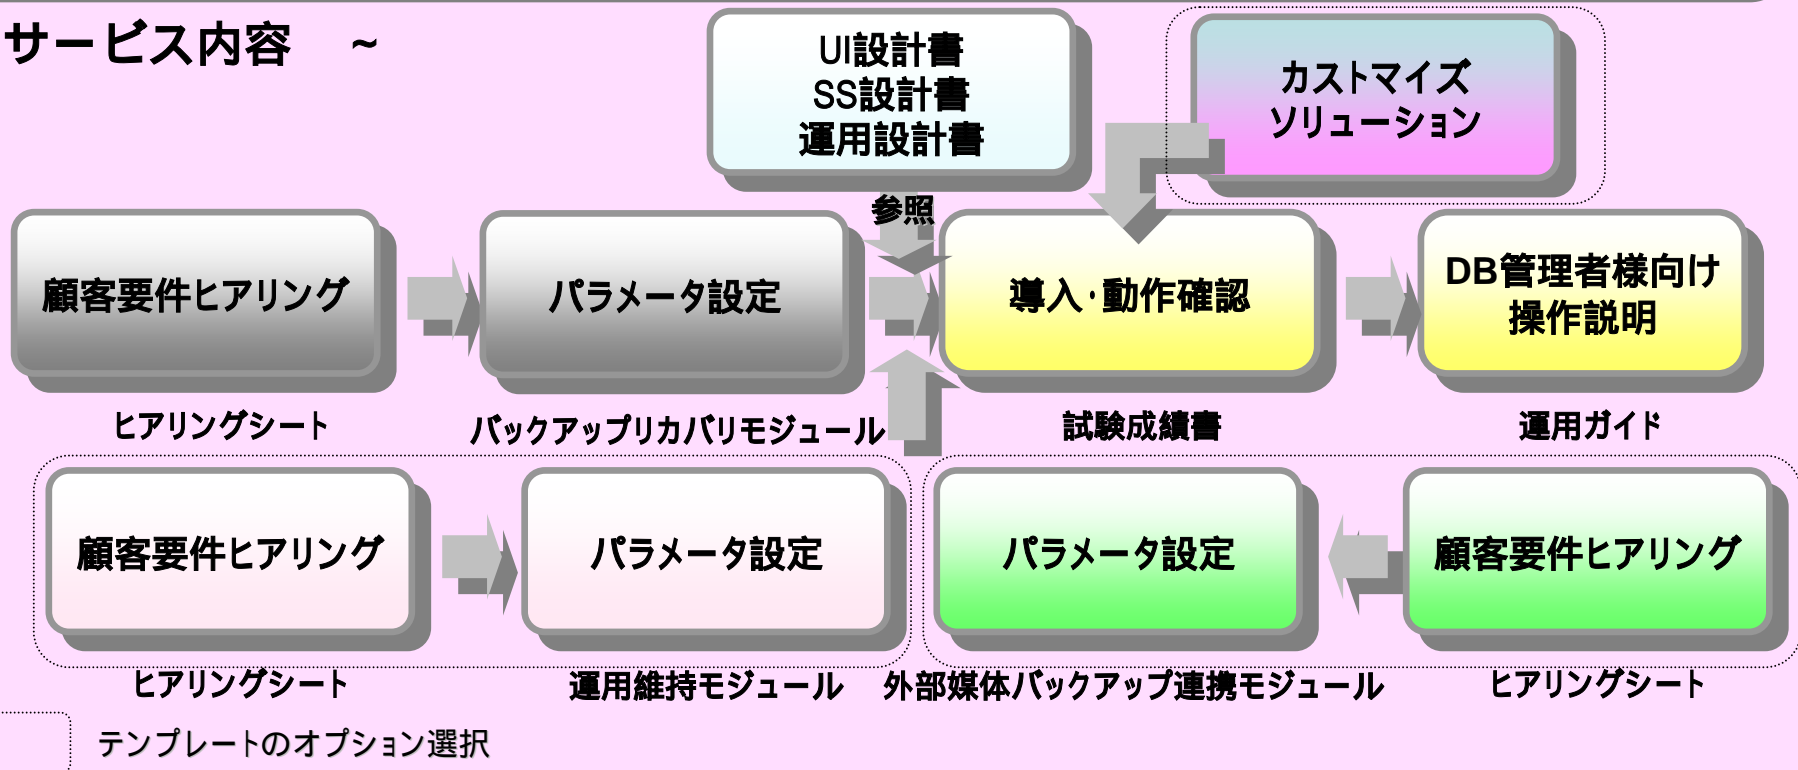 サービス内容　~
UI設計書
SS設計書
運用設計書
カストマイズ
ソリューション
参照
顧客要件ヒアリング
パラメータ設定
導入・動作確認
DB管理者様向け
操作説明
ヒアリングシート
バックアップリカバリモジュール
試験成績書
運用ガイド
顧客要件ヒアリング
パラメータ設定
パラメータ設定
顧客要件ヒアリング
ヒアリングシート
運用維持モジュール
外部媒体バックアップ連携モジュール
ヒアリングシート
テンプレートのオプション選択